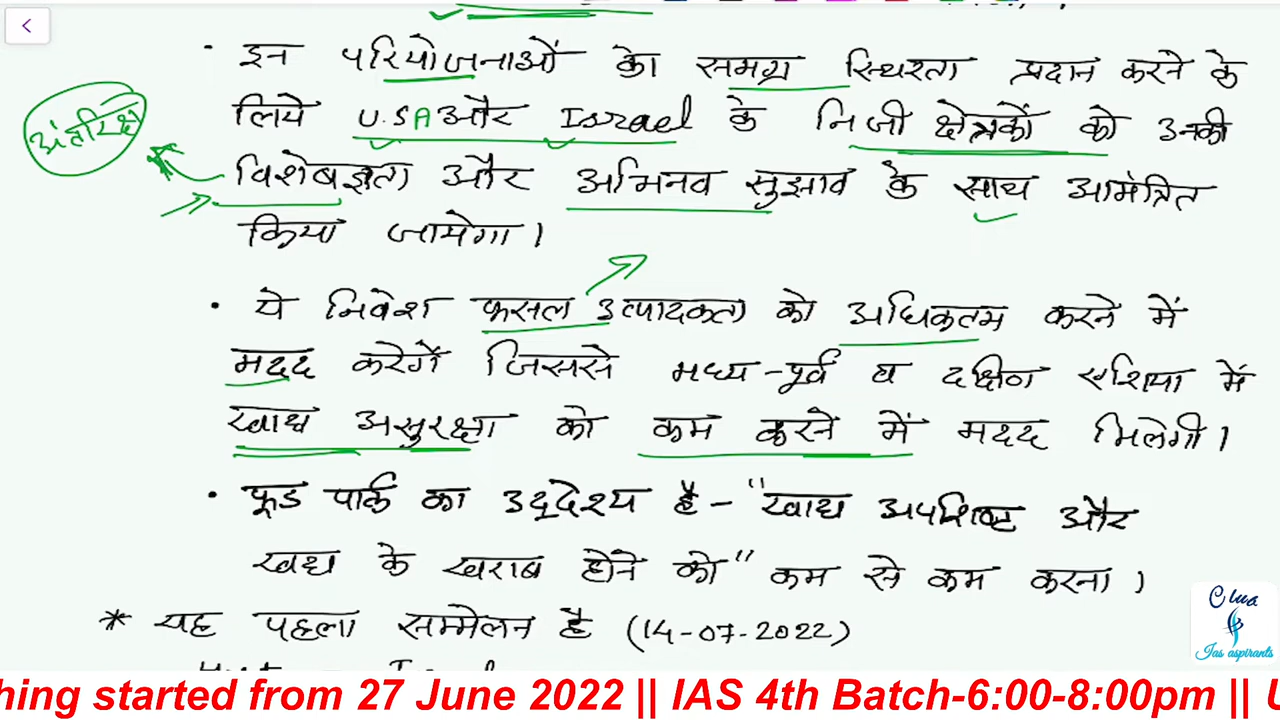 • इन परियोजनाओं को समग्र स्थिरता प्रदान करने के
लिये U.SA और Israel के निजी क्षेत्रकों को उनकी
अंतरिक्ष
विशेषज्ञता और अभिनव सुझाव के साथ आमंत्रित
किया जायेगा।
• ये निवेश फसल उत्पादकता को अधिकतम करने में
मदद करेगें जिससे मध्य-पूर्व व दक्षिण एशिया में
खाद्य असुरक्षा को कम करने में मदद मिलेगी।
• फूड पार्क का उद्देश्य है - "खाद्य अपशिष्ट और
खाद्य के खराब होने को" कम से कम करना।
* यह पहला सम्मेलन है (14-07-2022)
Clua
Ias aspirants
hing started from 27 June 2022 || IAS 4th Batch-6:00-8:00pm || U